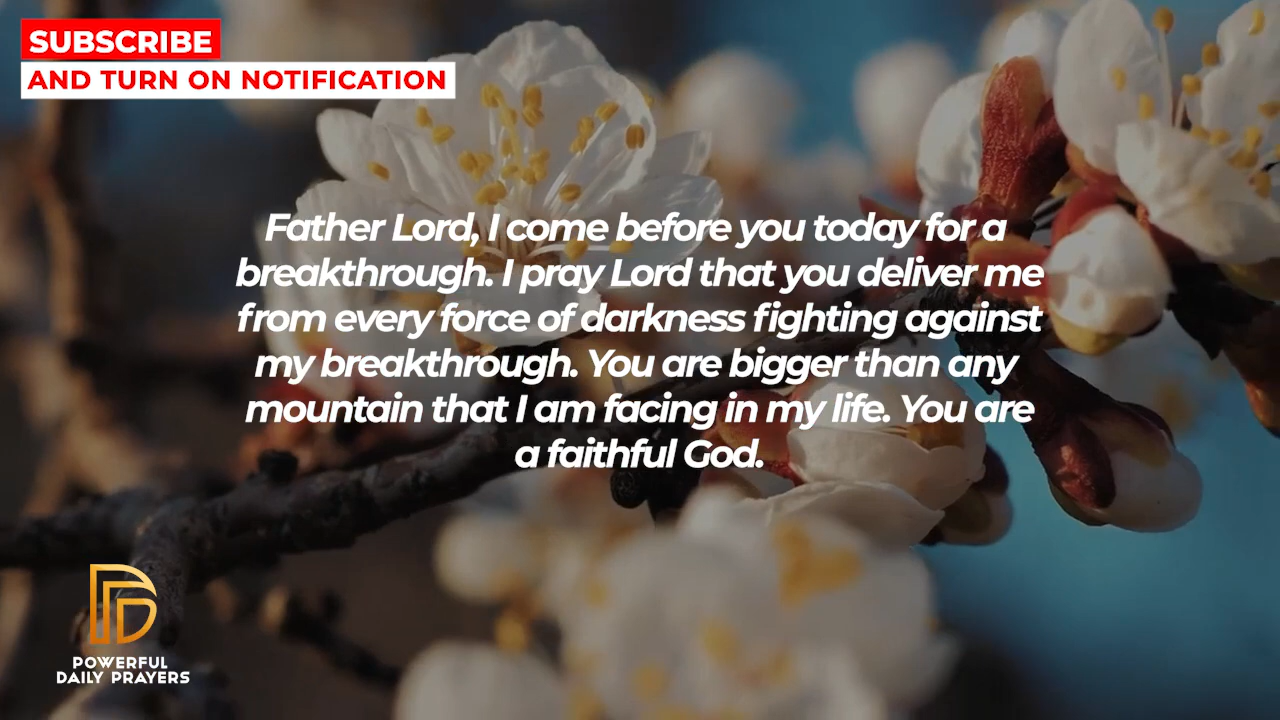 SUBSCRIBE
AND TURN ON NOTIFICATION
Father Lord, I come before you today for a
breakthrough. I pray Lord that you deliver me
from every force of darkness fighting against
my breakthrough. You are bigger than any
mountain that I am facing in my life. You are
a faithful God.
POWERFUL
DAILY PRAYERS